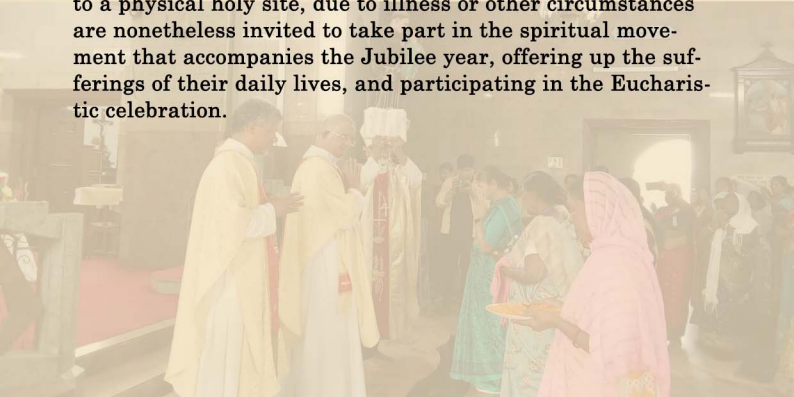 to a physical holy site, due to illness or other circumstances
are nonetheless invited to take part in the spiritual move-
ment that accompanies the Jubilee year, offering up the suf-
ferings of their daily lives, and participating in the Eucharis-
tic celebration.